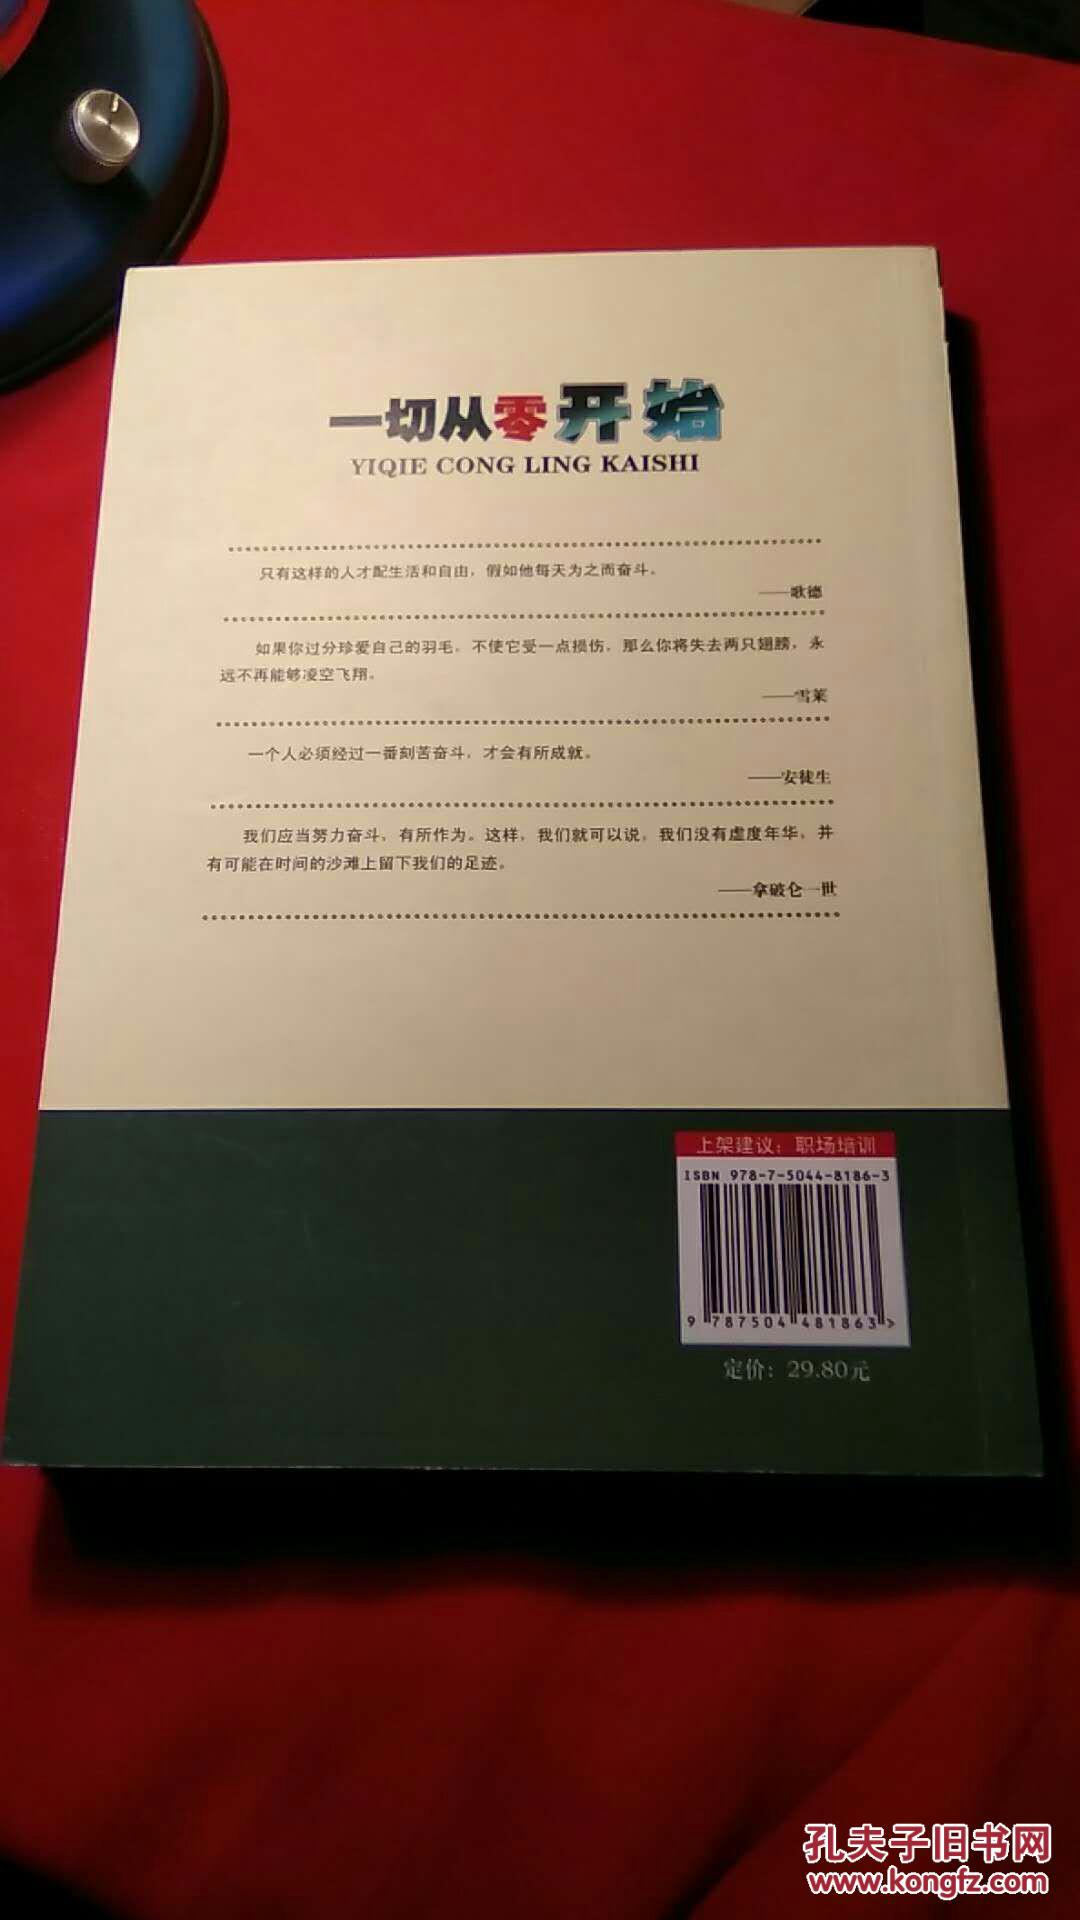 一切从零开始
YIQIE CONG LING KAISHI
只有这样的人才配生活和自由，假如他每天为之而奋斗。
——歌德
如果你过分珍爱自己的羽毛，不使它受一点损伤，那么你将失去两只翅膀，永
远不再能够凌空飞翔。
——雪莱
一个人必须经过一番刻苦奋斗，才会有所成就。
——安徒生
我们应当努力奋斗，有所作为。这样，我们就可以说，我们没有虚度年华，并
有可能在时间的沙滩上留下我们的足迹。
——拿破仑一世
上架建议：职场培训
ISBN 978-7-5044-8186-3
9 787504 481863 >
定价：29.80元
孔夫子旧书网
www.kongfz.com